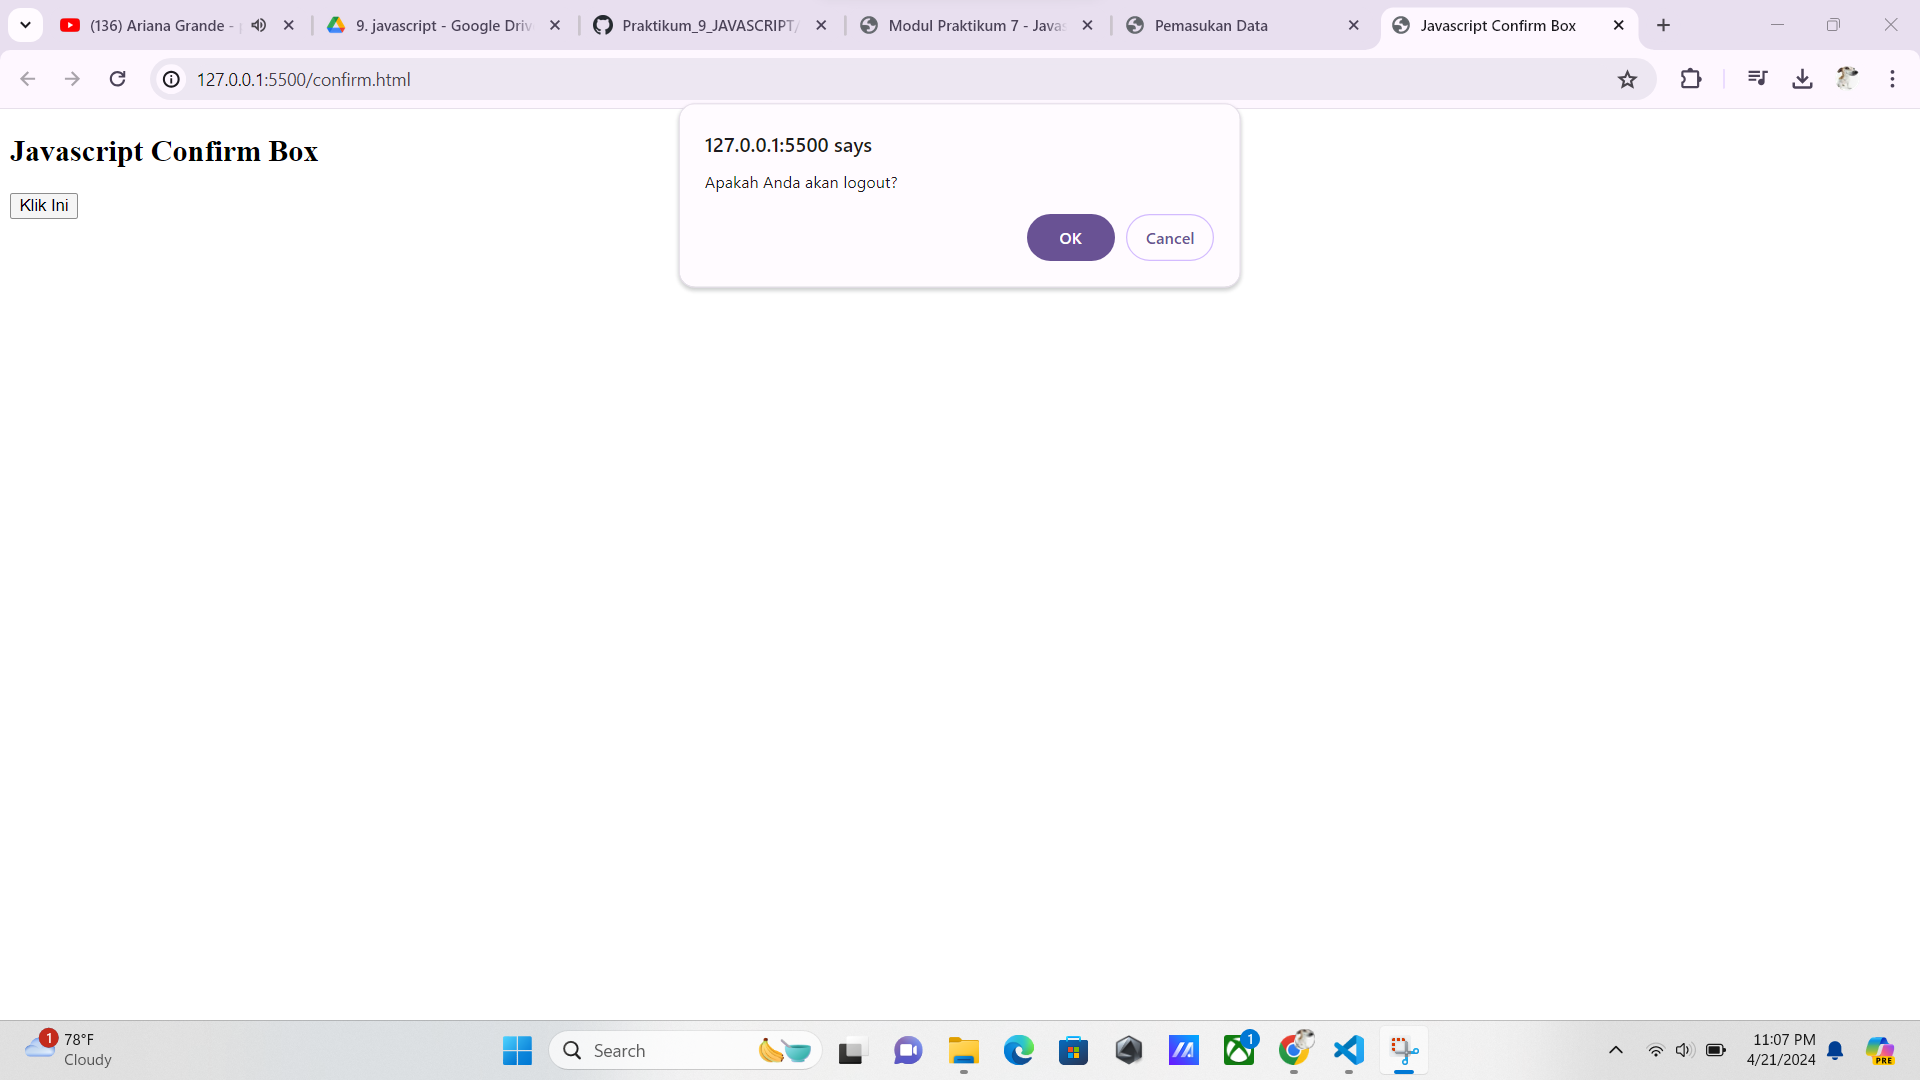 (136) Ariana Grande -
9. javascript - Google Driv
Praktikum_9_JAVASCRIPT/
Modul Praktikum 7 - Javas
Pemasukan Data
Javascript Confirm Box
127.0.0.1:5500/confirm.html
Javascript Confirm Box
Klik Ini
127.0.0.1:5500 says
Apakah Anda akan logout?
OK
Cancel
1
78°F
Cloudy
Search
1
PRE
11:07 PM
4/21/2024